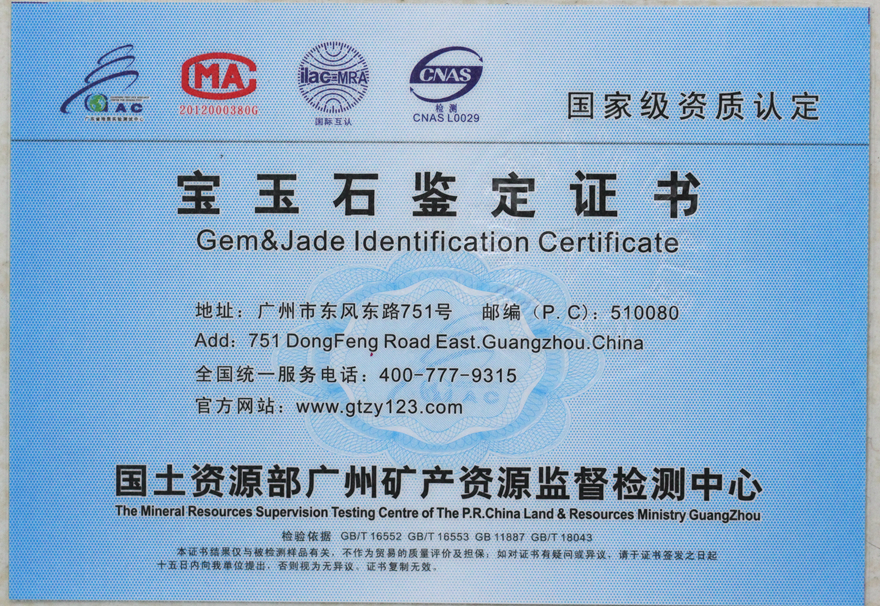 GAC
CMA
2012000380G
ilac-MRA
国际互认
CNAS
检测
CNAS L0029
国家级资质认定
宝玉石鉴定证书
Gem&Jade Identification Certificate
地址：广州市东风东路751号 邮编（P.C）：510080
Add：751 DongFeng Road East.Guangzhou.China
全国统一服务电话：400-777-9315
官方网站：www.gtzy123.com
国土资源部广州矿产资源监督检测中心
The Mineral Resources Supervision Testing Centre of The P.R.China Land & Resources Ministry GuangZhou
检验依据 GB/T 16552 GB/T 16553 GB 11887 GB/T 18043
本证书结果仅与被检测样品有关，不作为贸易的质量评价及担保；如对证书有疑问或异议，请于证书签发之日起
十五日内向我单位提出，否则视为无异议。证书复制无效。